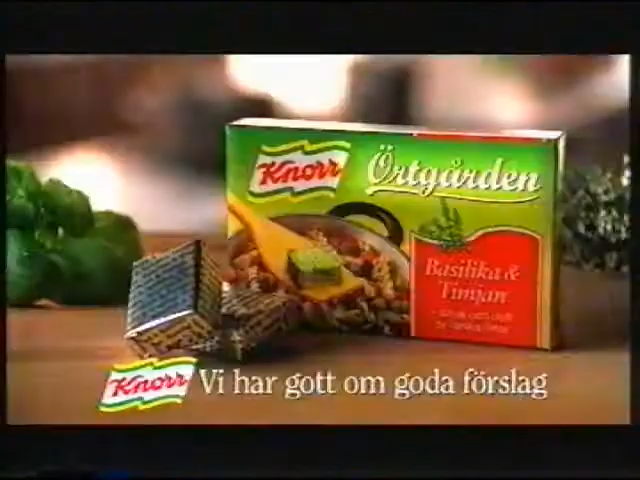 Knorr
Örtgården
Basilika &
Timjan
Knorr
Vi har gott om goda förslag